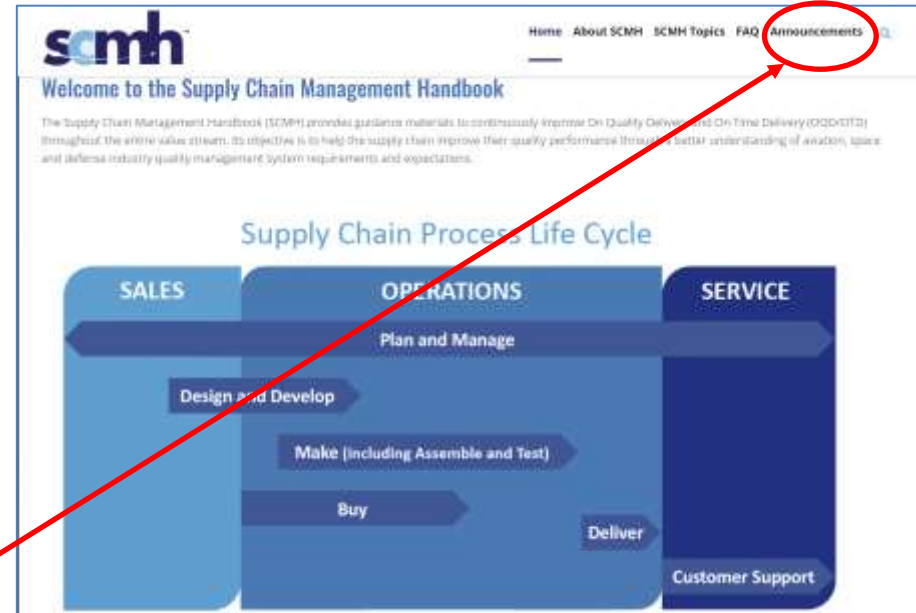 scmh
Home About SCMH SCMH Topics FAQ Announcements
Welcome to the Supply Chain Management Handbook
The Supply Chain Management Handbook (SCMH) provides guidance materials to continuously improve On Quality Delivery and On Time Delivery (OQD/OTD)
throughout the entire value stream. Its objective is to help the supply chain improve their quality performance through a better understanding of aviation, space
and defense industry quality management system requirements and expectations.
Supply Chain Process Life Cycle
SALES OPERATIONS SERVICE
Plan and Manage
Design and Develop
Make (including Assemble and Test)
Buy
Deliver
Customer Support